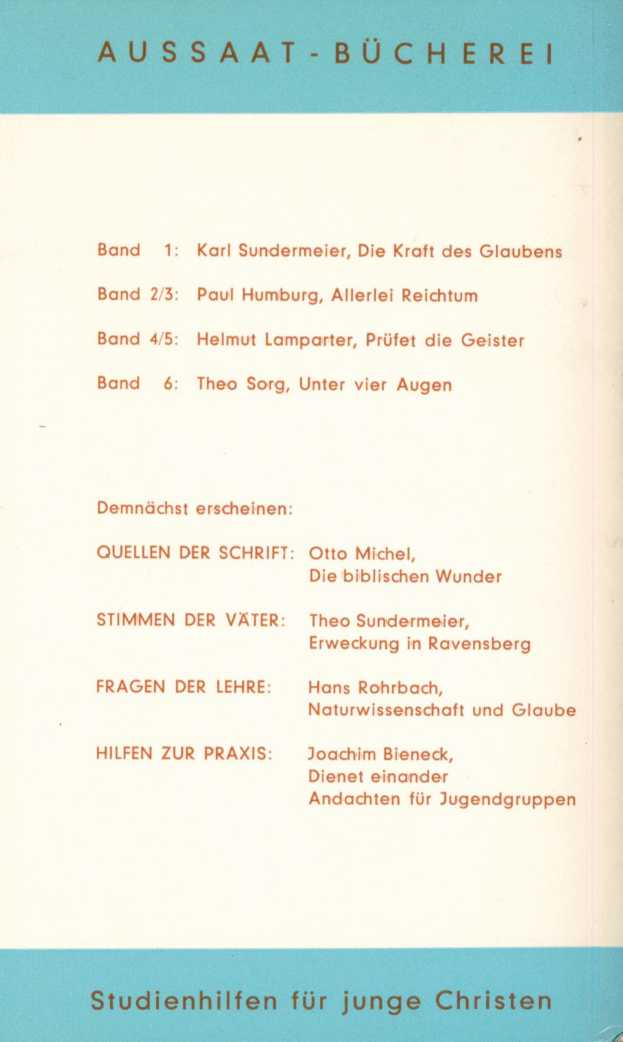 AUSSAAT-BÜCHEREI
Band 1: Karl Sundermeier, Die Kraft des Glaubens
Band 2/3: Paul Humburg, Allerlei Reichtum
Band 4/5: Helmut Lamparter, Prüfet die Geister
Band 6: Theo Sorg, Unter vier Augen
Demnächst erscheinen:
QUELLEN DER SCHRIFT: Otto Michel,
Die biblischen Wunder
STIMMEN DER VÄTER: Theo Sundermeier,
Erweckung in Ravensberg
FRAGEN DER LEHRE: Hans Rohrbach,
Naturwissenschaft und Glaube
HILFEN ZUR PRAXIS: Joachim Bieneck,
Dienet einander
Andachten für Jugendgruppen
Studienhilfen für junge Christen